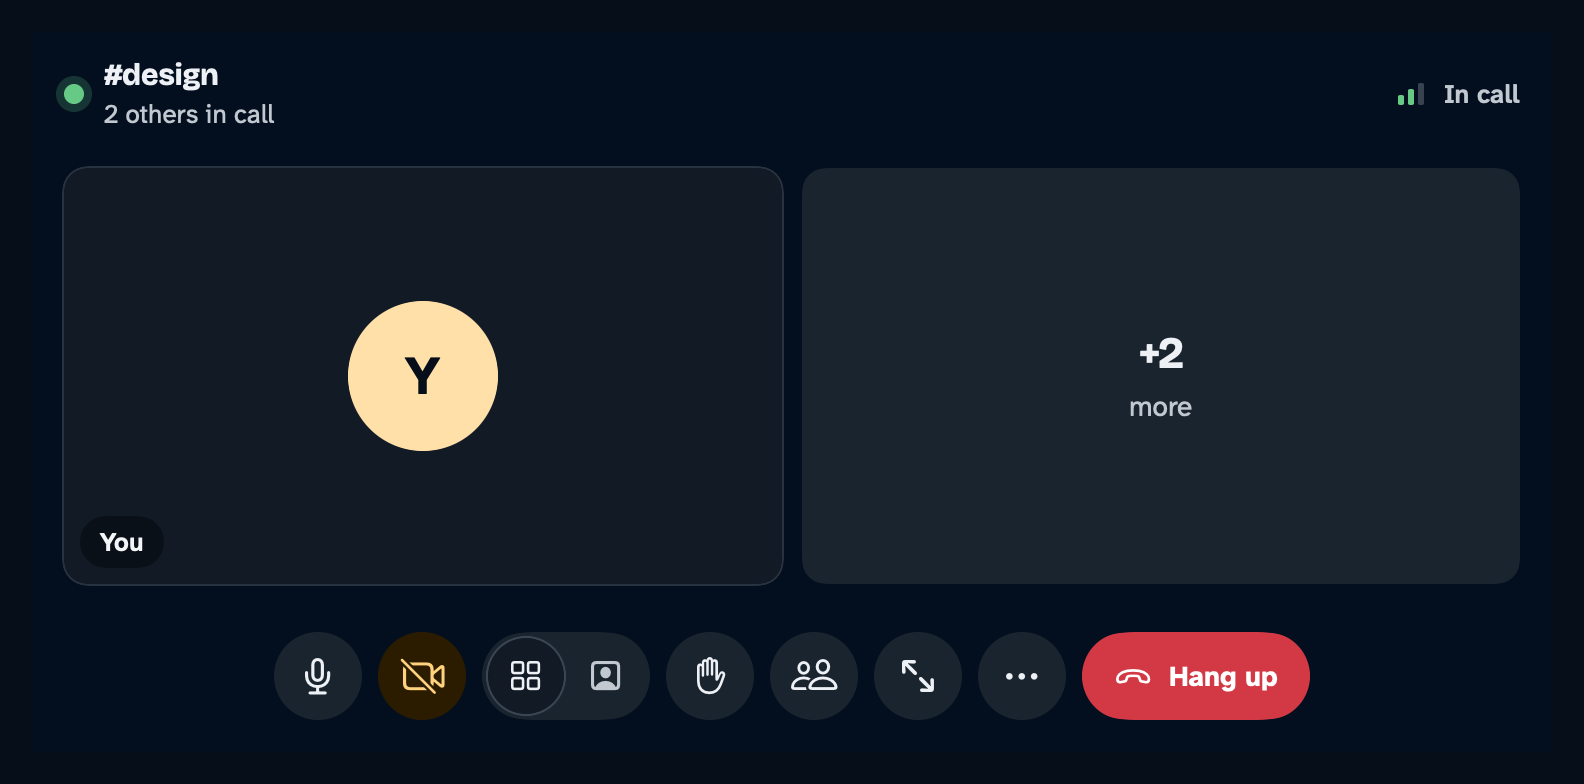 #design
2 others in call
In call
Y
You
+2
more
Hang up